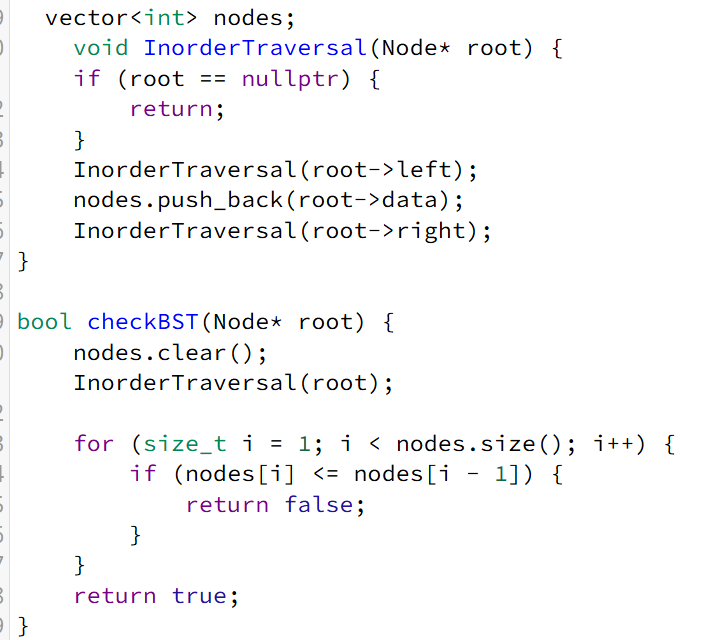 vector<int> nodes;
    void InorderTraversal(Node* root) {
    if (root == nullptr) {
        return;
    }
    InorderTraversal(root->left);
    nodes.push_back(root->data);
    InorderTraversal(root->right);
}

bool checkBST(Node* root) {
    nodes.clear();
    InorderTraversal(root);

    for (size_t i = 1; i < nodes.size(); i++) {
        if (nodes[i] <= nodes[i - 1]) {
            return false;
        }
    }
    return true;
}